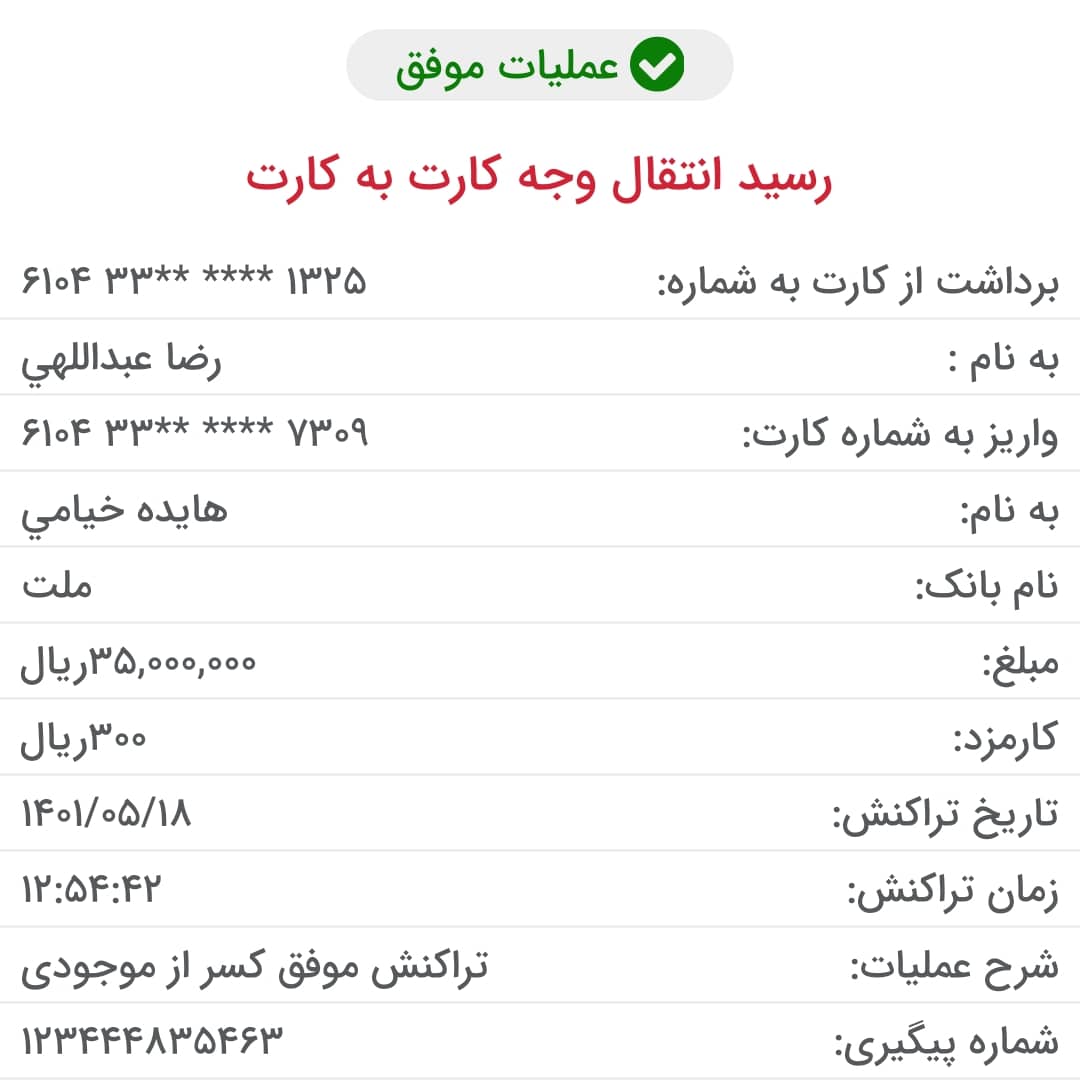 عملیات موفق
رسید انتقال وجه کارت به کارت
برداشت از کارت به شماره: ۶۱۰۴ ۳۳** **** ۱۳۲۵
به نام : رضا عبداللهي
واریز به شماره کارت: ۶۱۰۴ ۳۳** **** ۷۳۰۹
به نام: هایده خیامي
نام بانک: ملت
مبلغ: ۳۵,۰۰۰,۰۰۰ریال
کارمزد: ۳۰۰ریال
تاریخ تراکنش: ۱۴۰۱/۰۵/۱۸
زمان تراکنش: ۱۲:۵۴:۴۲
شرح عملیات: تراکنش موفق کسر از موجودی
شماره پیگیری: ۱۲۳۴۴۴۸۳۵۴۶۳